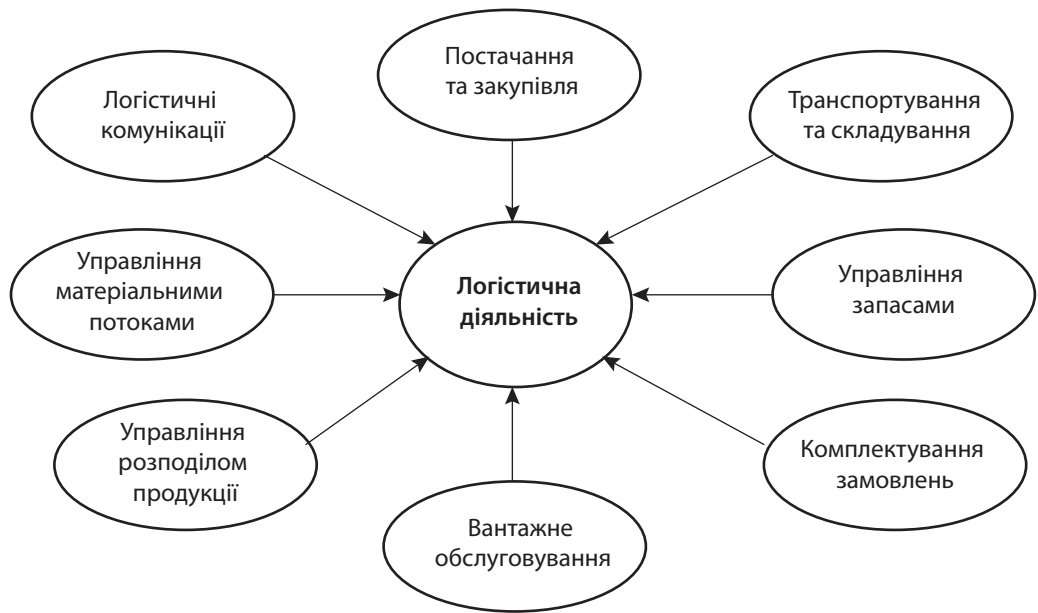 Постачання
та закупівля
Логістичні
комунікації
Транспортування
та складування
Управління
матеріальними
потоками
Логістична
діяльність
Управління
запасами
Управління
розподілом
продукції
Комплектування
замовлень
Вантажне
обслуговування